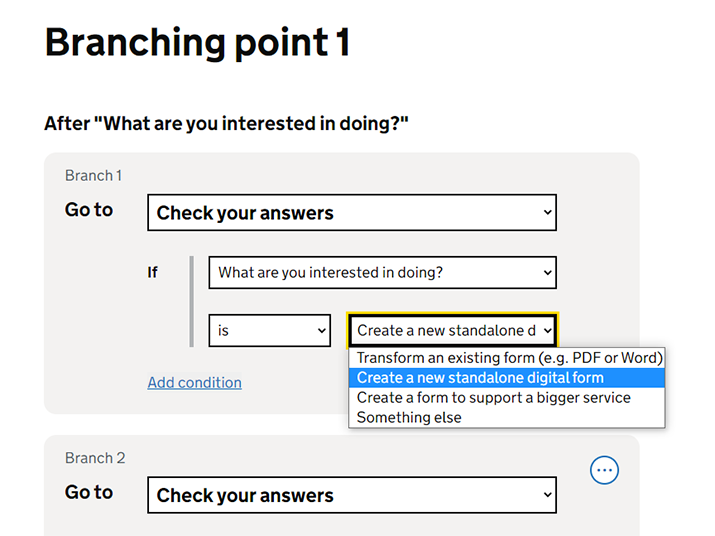 Branching point 1
After "What are you interested in doing?"
Branch 1
Go to
Check your answers
If
What are you interested in doing?
is
Create a new standalone d
Transform an existing form (e.g. PDF or Word)
Create a new standalone digital form
Create a form to support a bigger service
Something else
Add condition
Branch 2
Go to
Check your answers